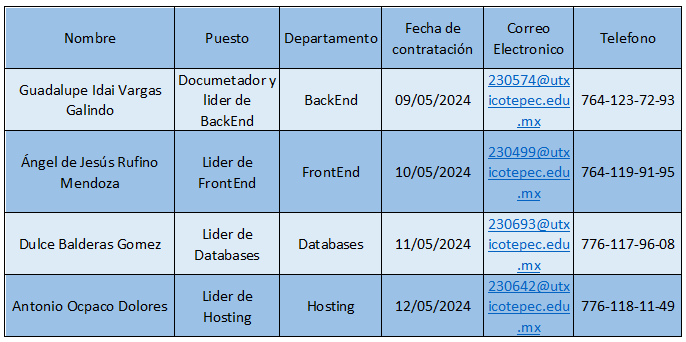 Nombre Puesto Departamento Fecha de contratación Correo Electronico Telefono
Guadalupe Idai Vargas Galindo Documetador y lider de BackEnd BackEnd 09/05/2024 230574@utxicotepec.edu.mx 764-123-72-93
Ángel de Jesús Rufino Mendoza Lider de FrontEnd FrontEnd 10/05/2024 230499@utxicotepec.edu.mx 764-119-91-95
Dulce Balderas Gomez Lider de Databases Databases 11/05/2024 230693@utxicotepec.edu.mx 776-117-96-08
Antonio Ocpaco Dolores Lider de Hosting Hosting 12/05/2024 230642@utxicotepec.edu.mx 776-118-11-49